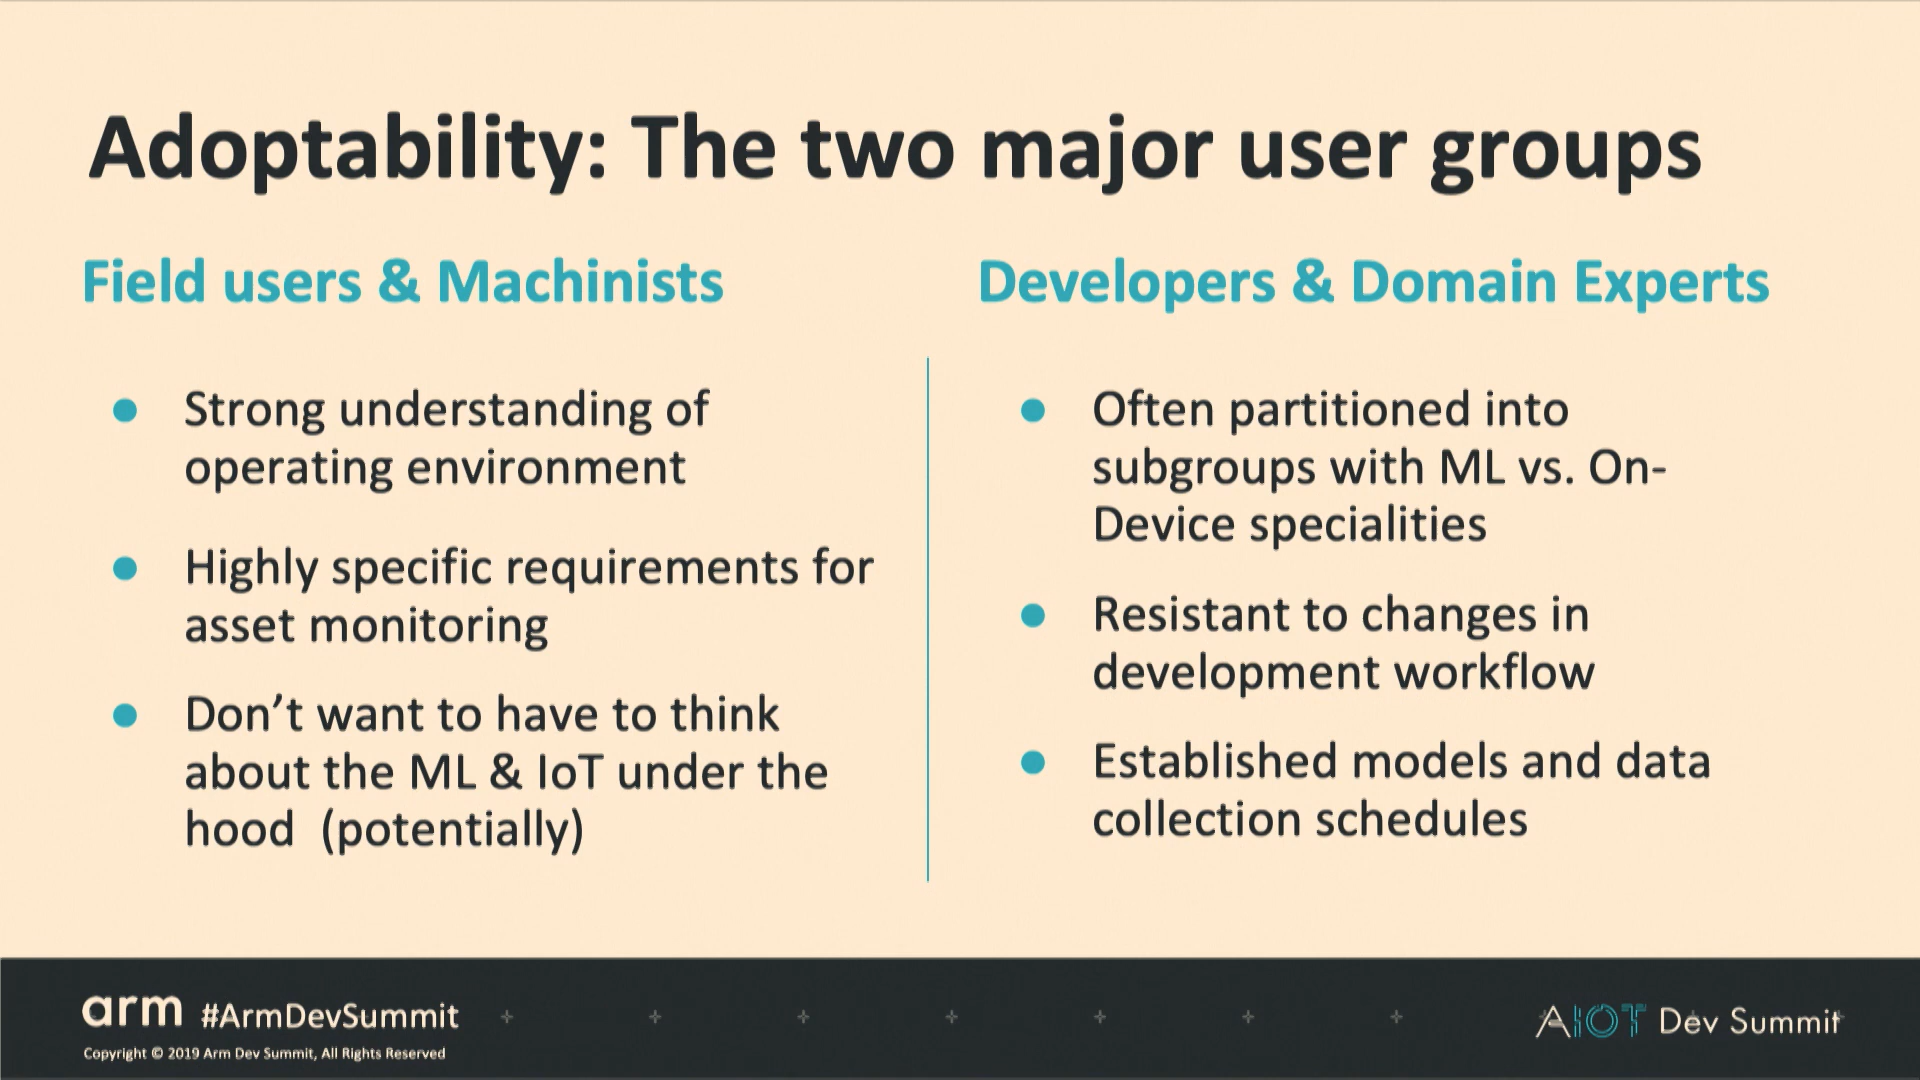 Adoptability: The two major user groups
Field users & Machinists
● Strong understanding of
operating environment
● Highly specific requirements for
asset monitoring
● Don’t want to have to think
about the ML & IoT under the
hood (potentially)
Developers & Domain Experts
● Often partitioned into
subgroups with ML vs. On-
Device specialities
● Resistant to changes in
development workflow
● Established models and data
collection schedules
arm #ArmDevSummit
Copyright © 2019 Arm Dev Summit, All Rights Reserved
AIOT Dev Summit